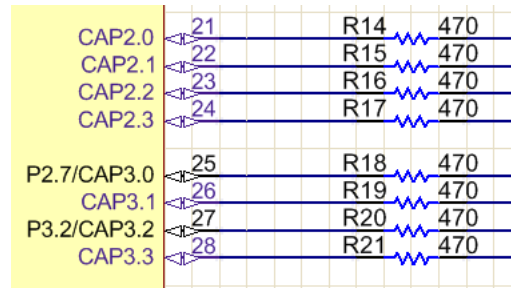 CAP2.0 21 R14 470
CAP2.1 22 R15 470
CAP2.2 23 R16 470
CAP2.3 24 R17 470
P2.7/CAP3.0 25 R18 470
CAP3.1 26 R19 470
P3.2/CAP3.2 27 R20 470
CAP3.3 28 R21 470